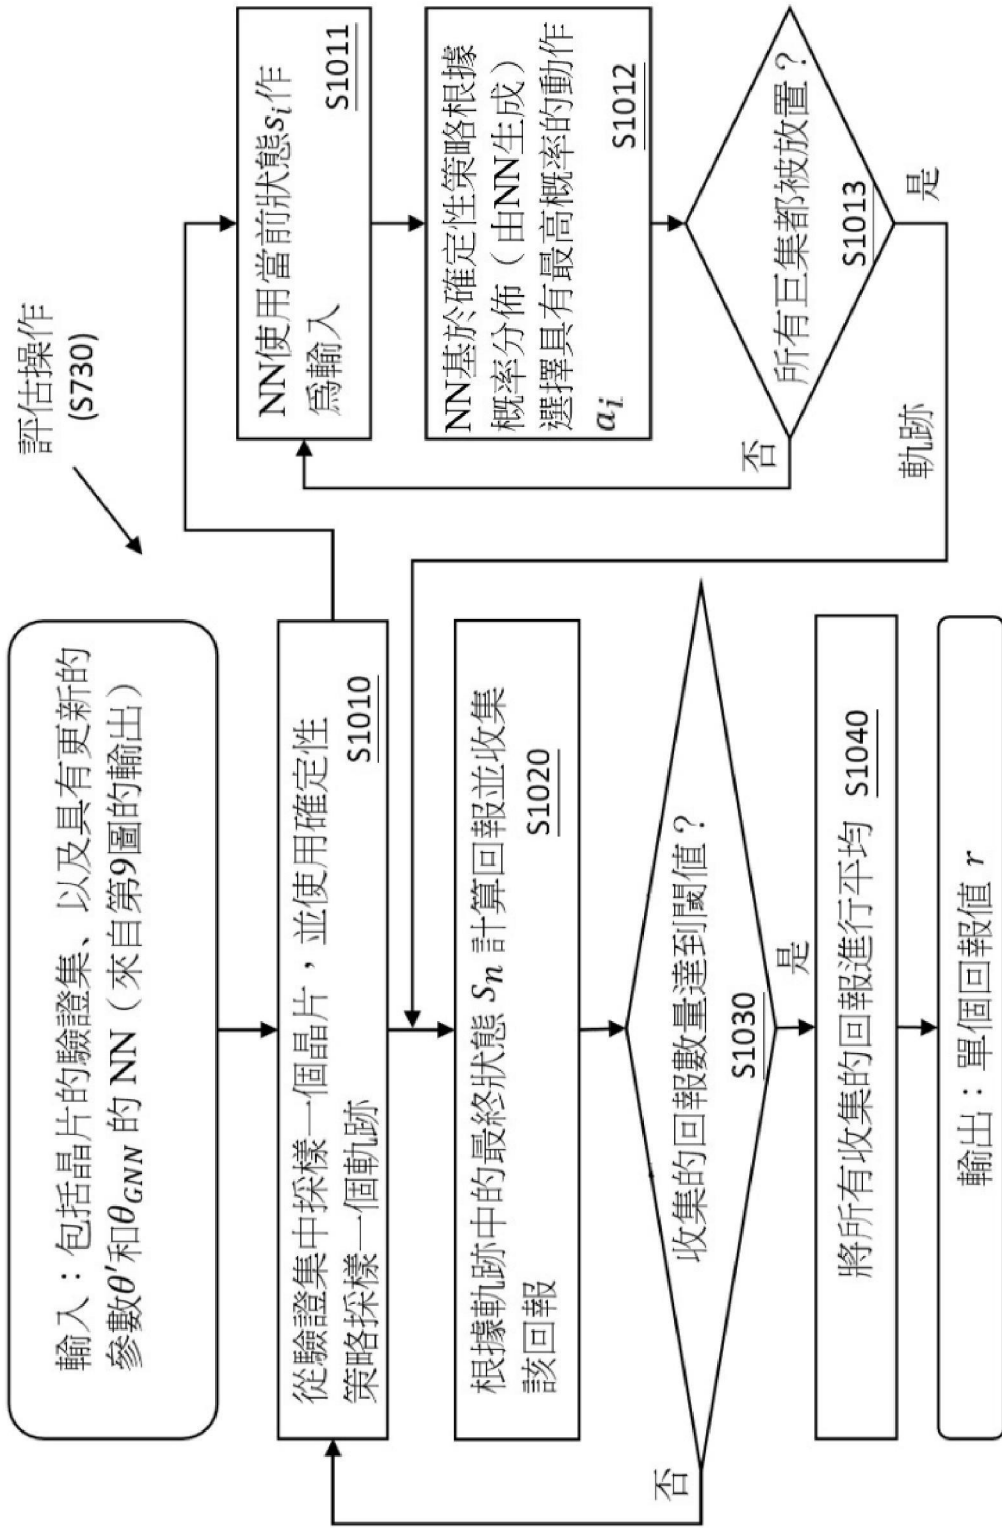 評估操作
(S730)
輸入：包括晶片的驗證集、以及具有更新的
參數θ'和θ_GNN 的 NN（來自第9圖的輸出）
從驗證集中採樣一個晶片，並使用確定性
策略採樣一個軌跡
S1010
根據軌跡中的最終狀態 S_n 計算回報並收集
該回報
S1020
收集的回報數量達到閾值？
S1030
否
是
將所有收集的回報進行平均 S1040
輸出：單個回報值 r
NN使用當前狀態s_i作
爲輸入
S1011
NN基於確定性策略根據
概率分佈（由NN生成）
選擇具有最高概率的動作
a_i
S1012
所有巨集都被放置？
S1013
否
是
軌跡